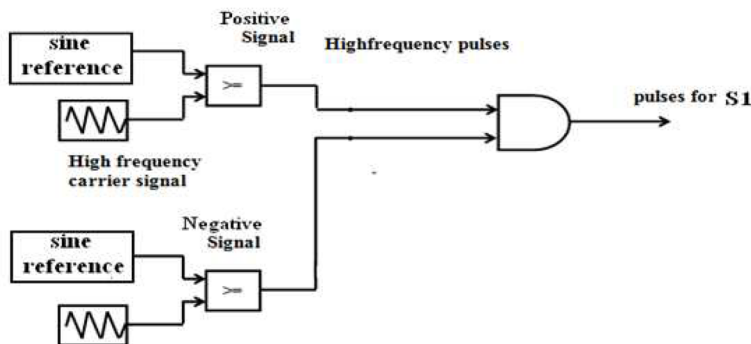 Positive
Signal
Highfrequency pulses
sine
reference
>=
pulses for S1
High frequency
carrier signal
Negative
Signal
sine
reference
>=